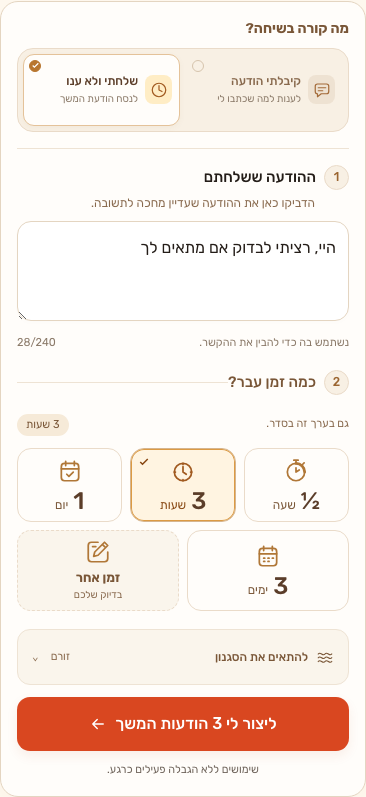 מה קורה בשיחה?
קיבלתי הודעה
לענות למה שכתבו לי
שלחתי ולא ענו
לנסח הודעת המשך
1 ההודעה ששלחתם
הדביקו כאן את ההודעה שעדיין מחכה לתשובה.
היי, רציתי לבדוק אם מתאים לך
נשתמש בה כדי להבין את ההקשר.
28/240
2 כמה זמן עבר?
גם בערך זה בסדר.
3 שעות
½ שעה
3 שעות
1 יום
3 ימים
זמן אחר
בדיוק שלכם
להתאים את הסגנון
זורם
ליצור לי 3 הודעות המשך ←
שימושים ללא הגבלה פעילים כרגע.